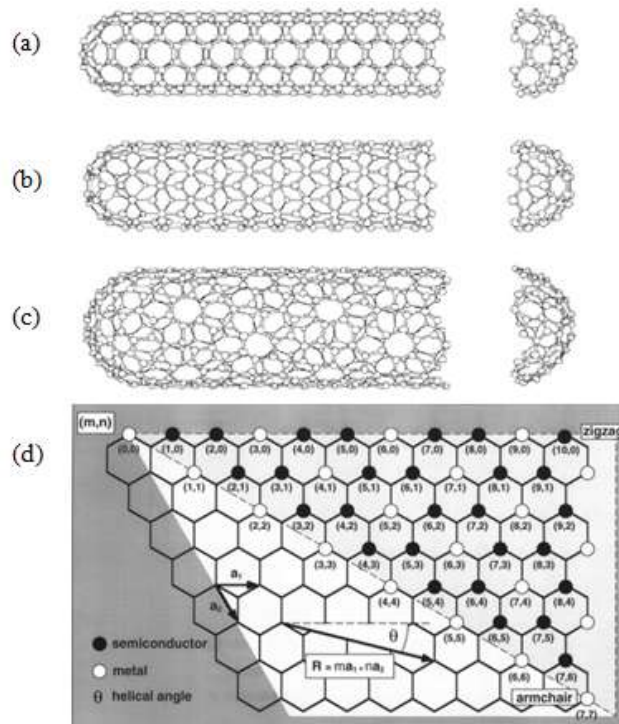 (a)
(b)
(c)
(d)
(m,n)
zigzag
(0,0) (1,0) (2,0) (3,0) (4,0) (5,0) (6,0) (7,0) (8,0) (9,0) (10,0)
(1,1) (2,1) (3,1) (4,1) (5,1) (6,1) (7,1) (8,1) (9,1)
(2,2) (3,2) (4,2) (5,2) (6,2) (7,2) (8,2) (9,2)
(3,3) (4,3) (5,3) (6,3) (7,3) (8,3)
a₁
a₂
(4,4) (5,4) (6,4) (7,4) (8,4)
θ
(5,5) (6,5) (7,5)
● semiconductor
○ metal
θ helical angle
R = ma₁ + na₂
(6,6) (7,6)
armchair
(7,7)